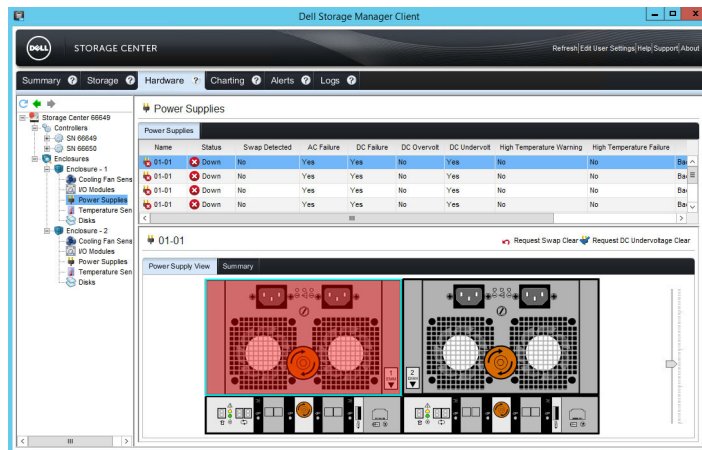 Dell Storage Manager Client
DELL STORAGE CENTER
Refresh Edit User Settings Help Support About
Summary ? Storage ? Hardware ? Charting ? Alerts ? Logs ?
Storage Center 66649
Controllers
SN 66649
SN 66650
Enclosures
Enclosure - 1
Cooling Fan Sens
I/O Modules
Power Supplies
Temperature Sen
Disks
Enclosure - 2
Cooling Fan Sens
I/O Modules
Power Supplies
Temperature Sen
Disks
Power Supplies
Power Supplies
Name Status Swap Detected AC Failure DC Failure DC Overvolt DC Undervolt High Temperature Warning High Temperature Failure
01-01 Down No Yes Yes No Yes No No Bac
01-01 Down No Yes Yes No Yes No No Bac
01-01 Down No Yes Yes No Yes No No Bac
01-01 Down No Yes Yes No Yes No No Bac
01-01 Request Swap Clear Request DC Undervoltage Clear
Power Supply View Summary
1
2